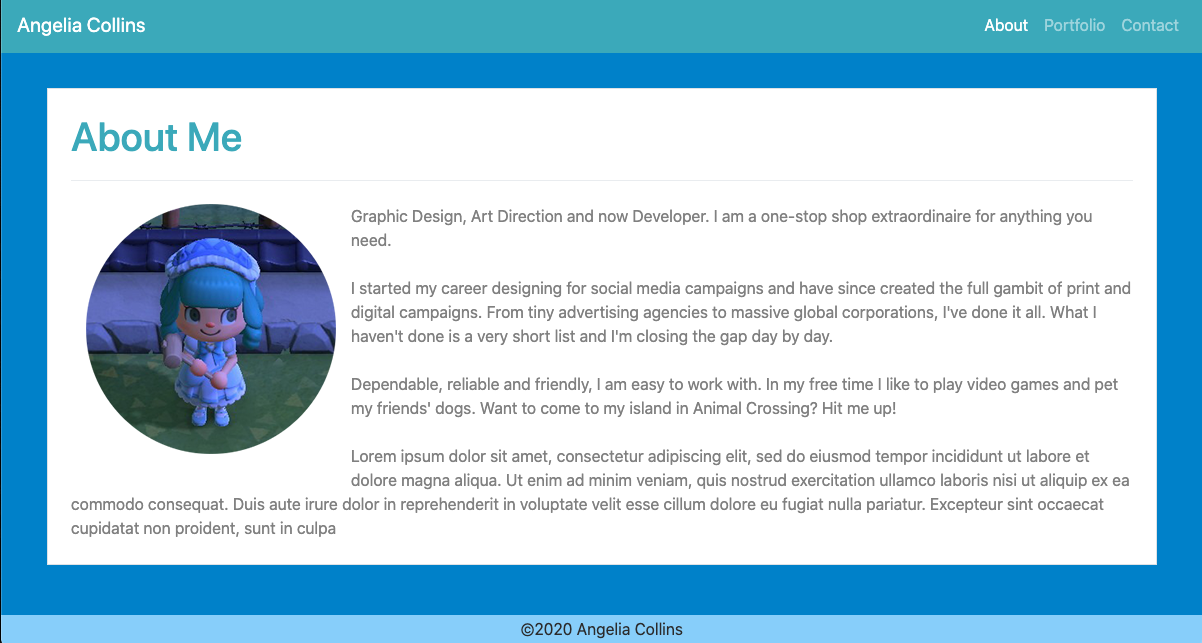 Angelia Collins
About Portfolio Contact
About Me
Graphic Design, Art Direction and now Developer. I am a one-stop shop extraordinaire for anything you
need.
I started my career designing for social media campaigns and have since created the full gambit of print and
digital campaigns. From tiny advertising agencies to massive global corporations, I've done it all. What I
haven't done is a very short list and I'm closing the gap day by day.
Dependable, reliable and friendly, I am easy to work with. In my free time I like to play video games and pet
my friends' dogs. Want to come to my island in Animal Crossing? Hit me up!
Lorem ipsum dolor sit amet, consectetur adipiscing elit, sed do eiusmod tempor incididunt ut labore et
dolore magna aliqua. Ut enim ad minim veniam, quis nostrud exercitation ullamco laboris nisi ut aliquip ex ea
commodo consequat. Duis aute irure dolor in reprehenderit in voluptate velit esse cillum dolore eu fugiat nulla pariatur. Excepteur sint occaecat
cupidatat non proident, sunt in culpa
©2020 Angelia Collins